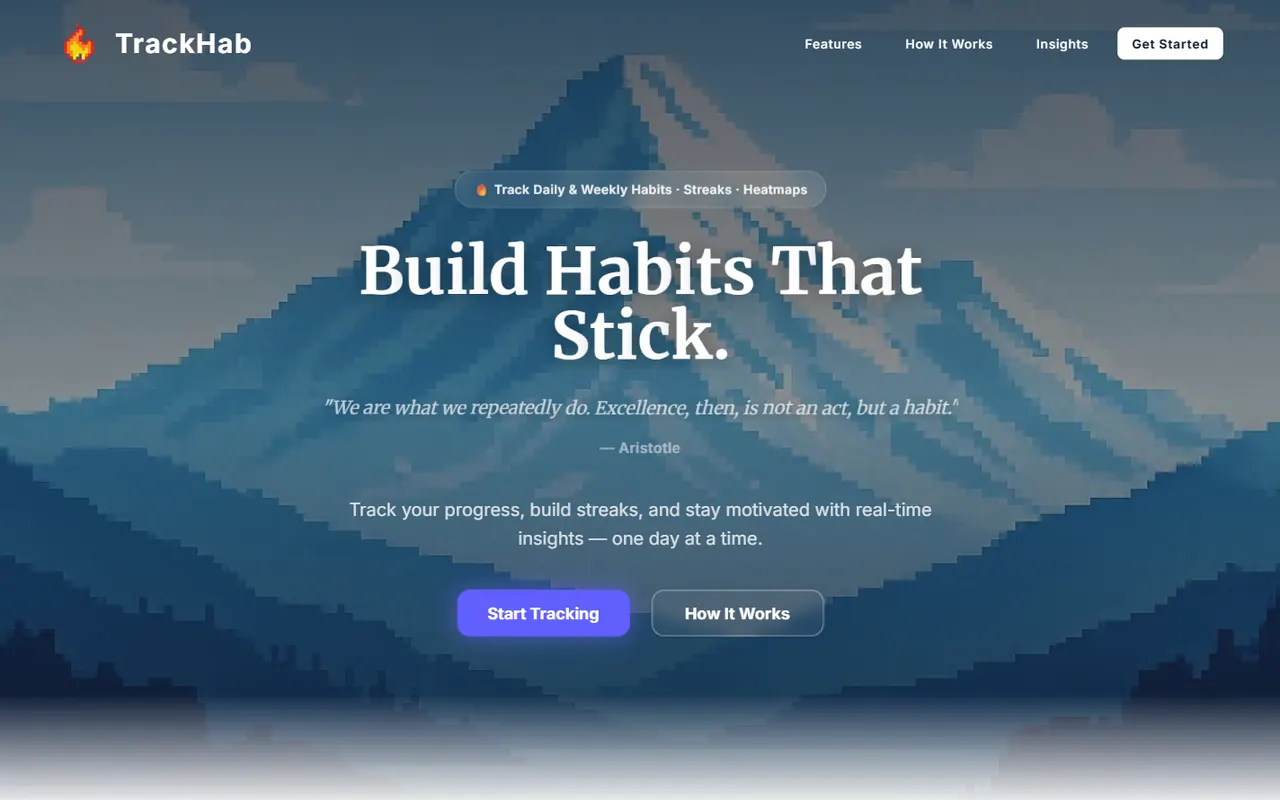 TrackHab
Features
How It Works
Insights
Get Started
Track Daily & Weekly Habits · Streaks · Heatmaps
Build Habits That
Stick.
"We are what we repeatedly do. Excellence, then, is not an act, but a habit."
— Aristotle
Track your progress, build streaks, and stay motivated with real-time
insights — one day at a time.
Start Tracking
How It Works